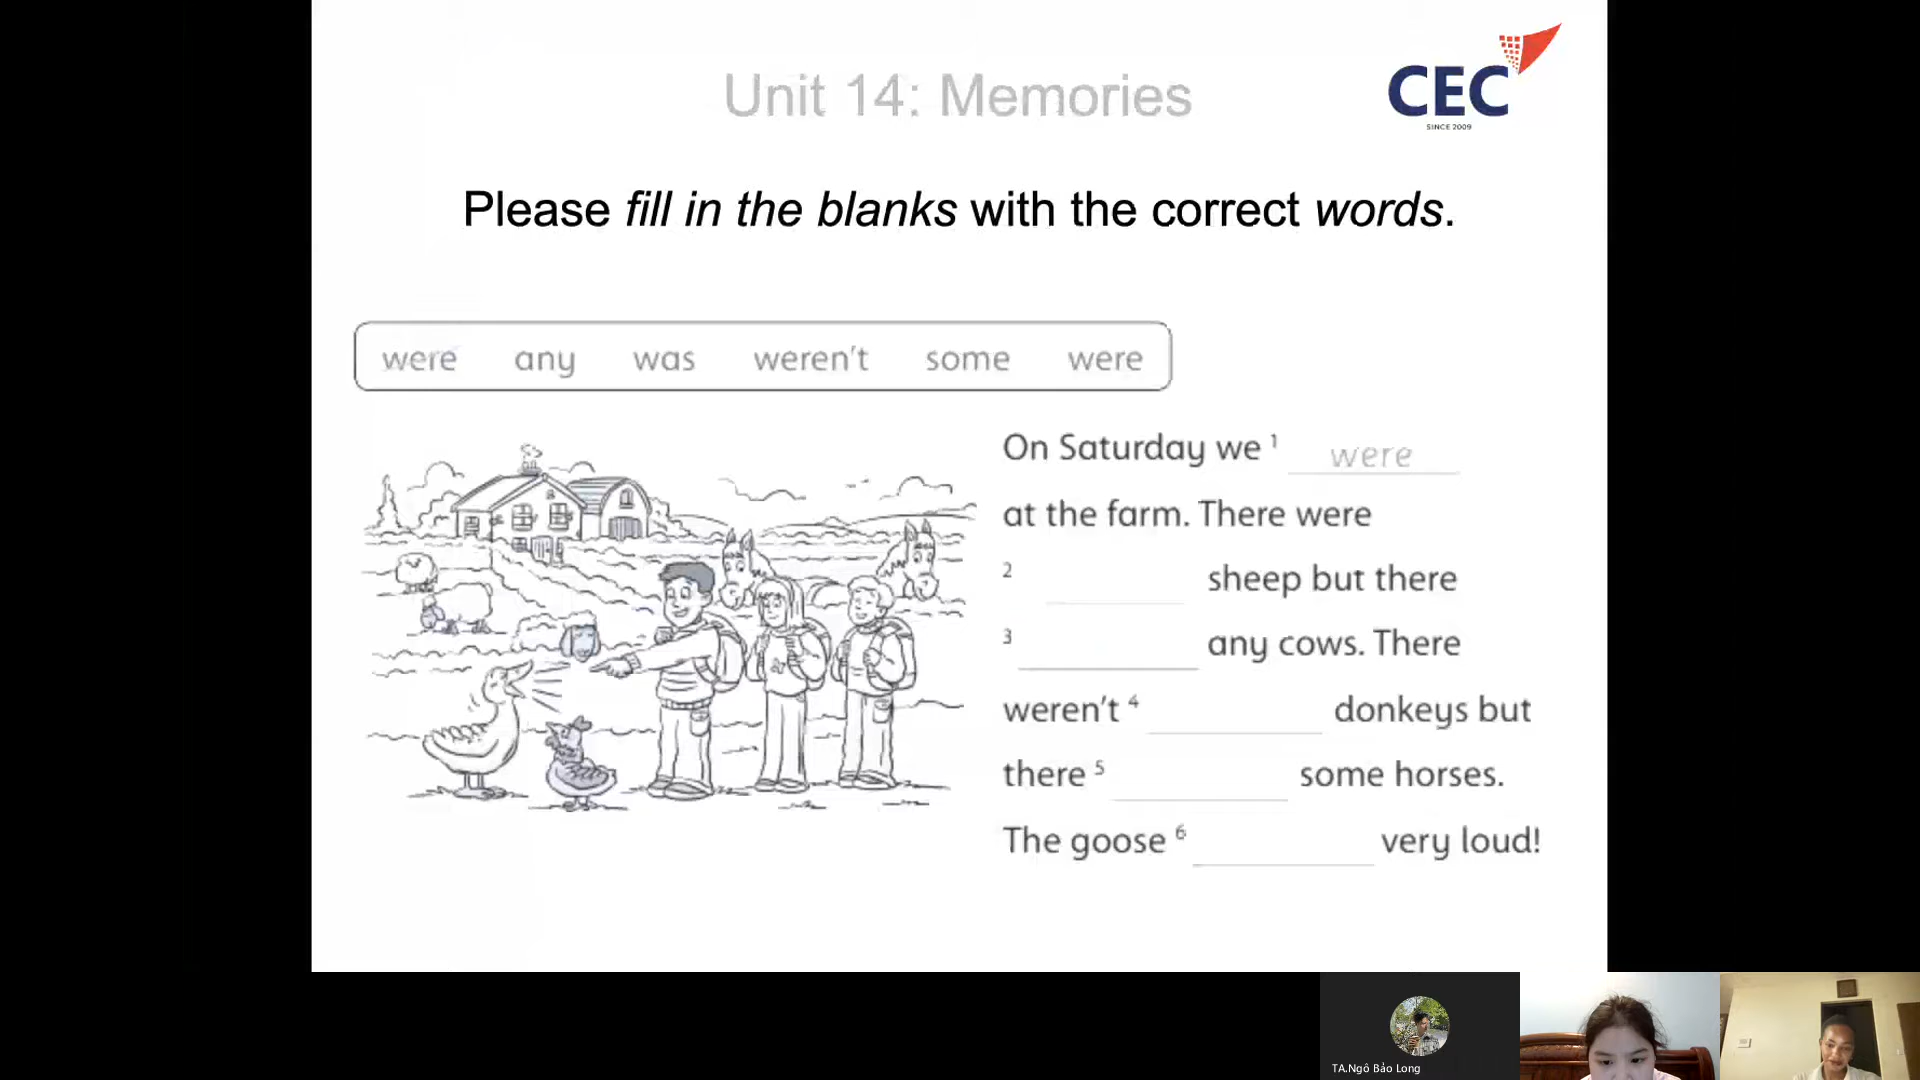 Unit 14: Memories
CEC
SINCE 2009
Please fill in the blanks with the correct words.
were any was weren't some were
On Saturday we 1 were
at the farm. There were
2 sheep but there
3 any cows. There
weren't 4 donkeys but
there 5 some horses.
The goose 6 very loud!
TA.Ngô Bảo Long